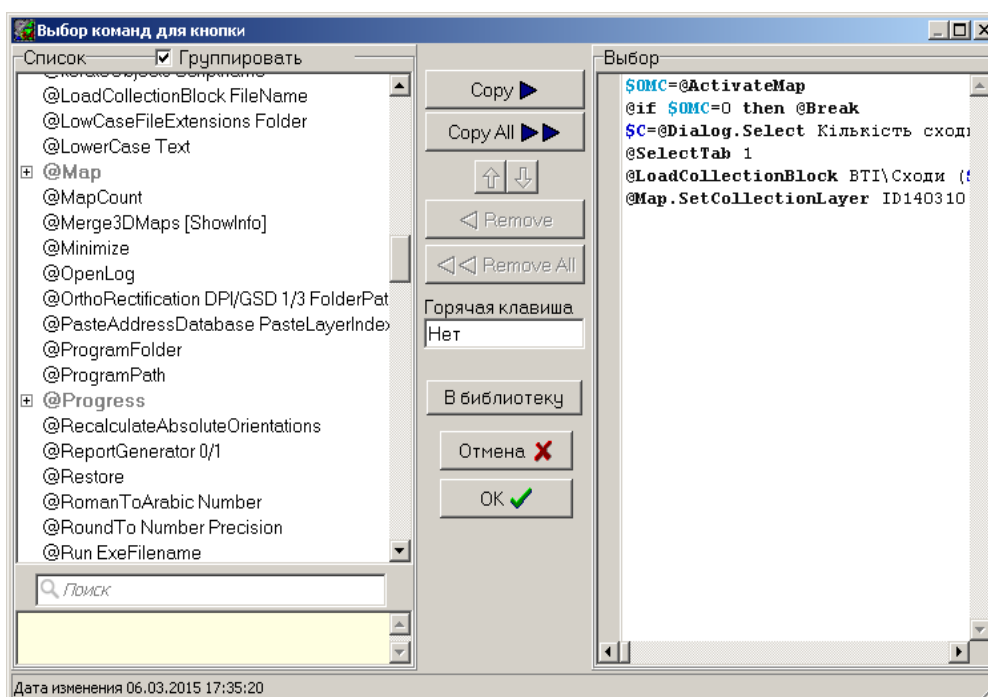 Выбор команд для кнопки
Список
Группировать
@LoadCollectionBlock FileName
@LowCaseFileExtensions Folder
@LowerCase Text
@Map
@MapCount
@Merge3DMaps [ShowInfo]
@Minimize
@OpenLog
@OrthoRectification DPI/GSD 1/3 FolderPat
@PasteAddressDatabase PasteLayerIndex
@ProgramFolder
@ProgramPath
@Progress
@RecalculateAbsoluteOrientations
@ReportGenerator 0/1
@Restore
@RomanToArabic Number
@RoundTo Number Precision
@Run ExeFilename
Поиск
Copy
Copy All
Remove
Remove All
Горячая клавиша
Нет
В библиотеку
Отмена
OK
Выбор
$OMC=@ActivateMap
@if $OMC=0 then @Break
$C=@Dialog.Select Кількість сході
@SelectTab 1
@LoadCollectionBlock BTI\Сходи (
@Map.SetCollectionLayer ID140310
Дата изменения 06.03.2015 17:35:20